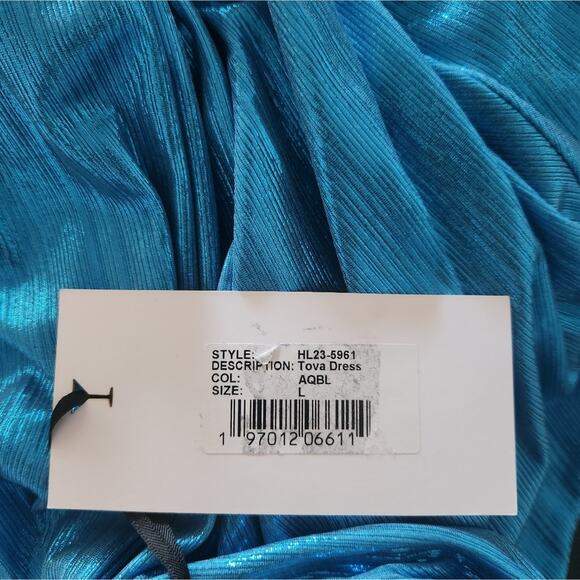 STYLE: HL23-5961
DESCRIPTION: Tova Dress
COL: AQBL
SIZE: L
1 97012 06611